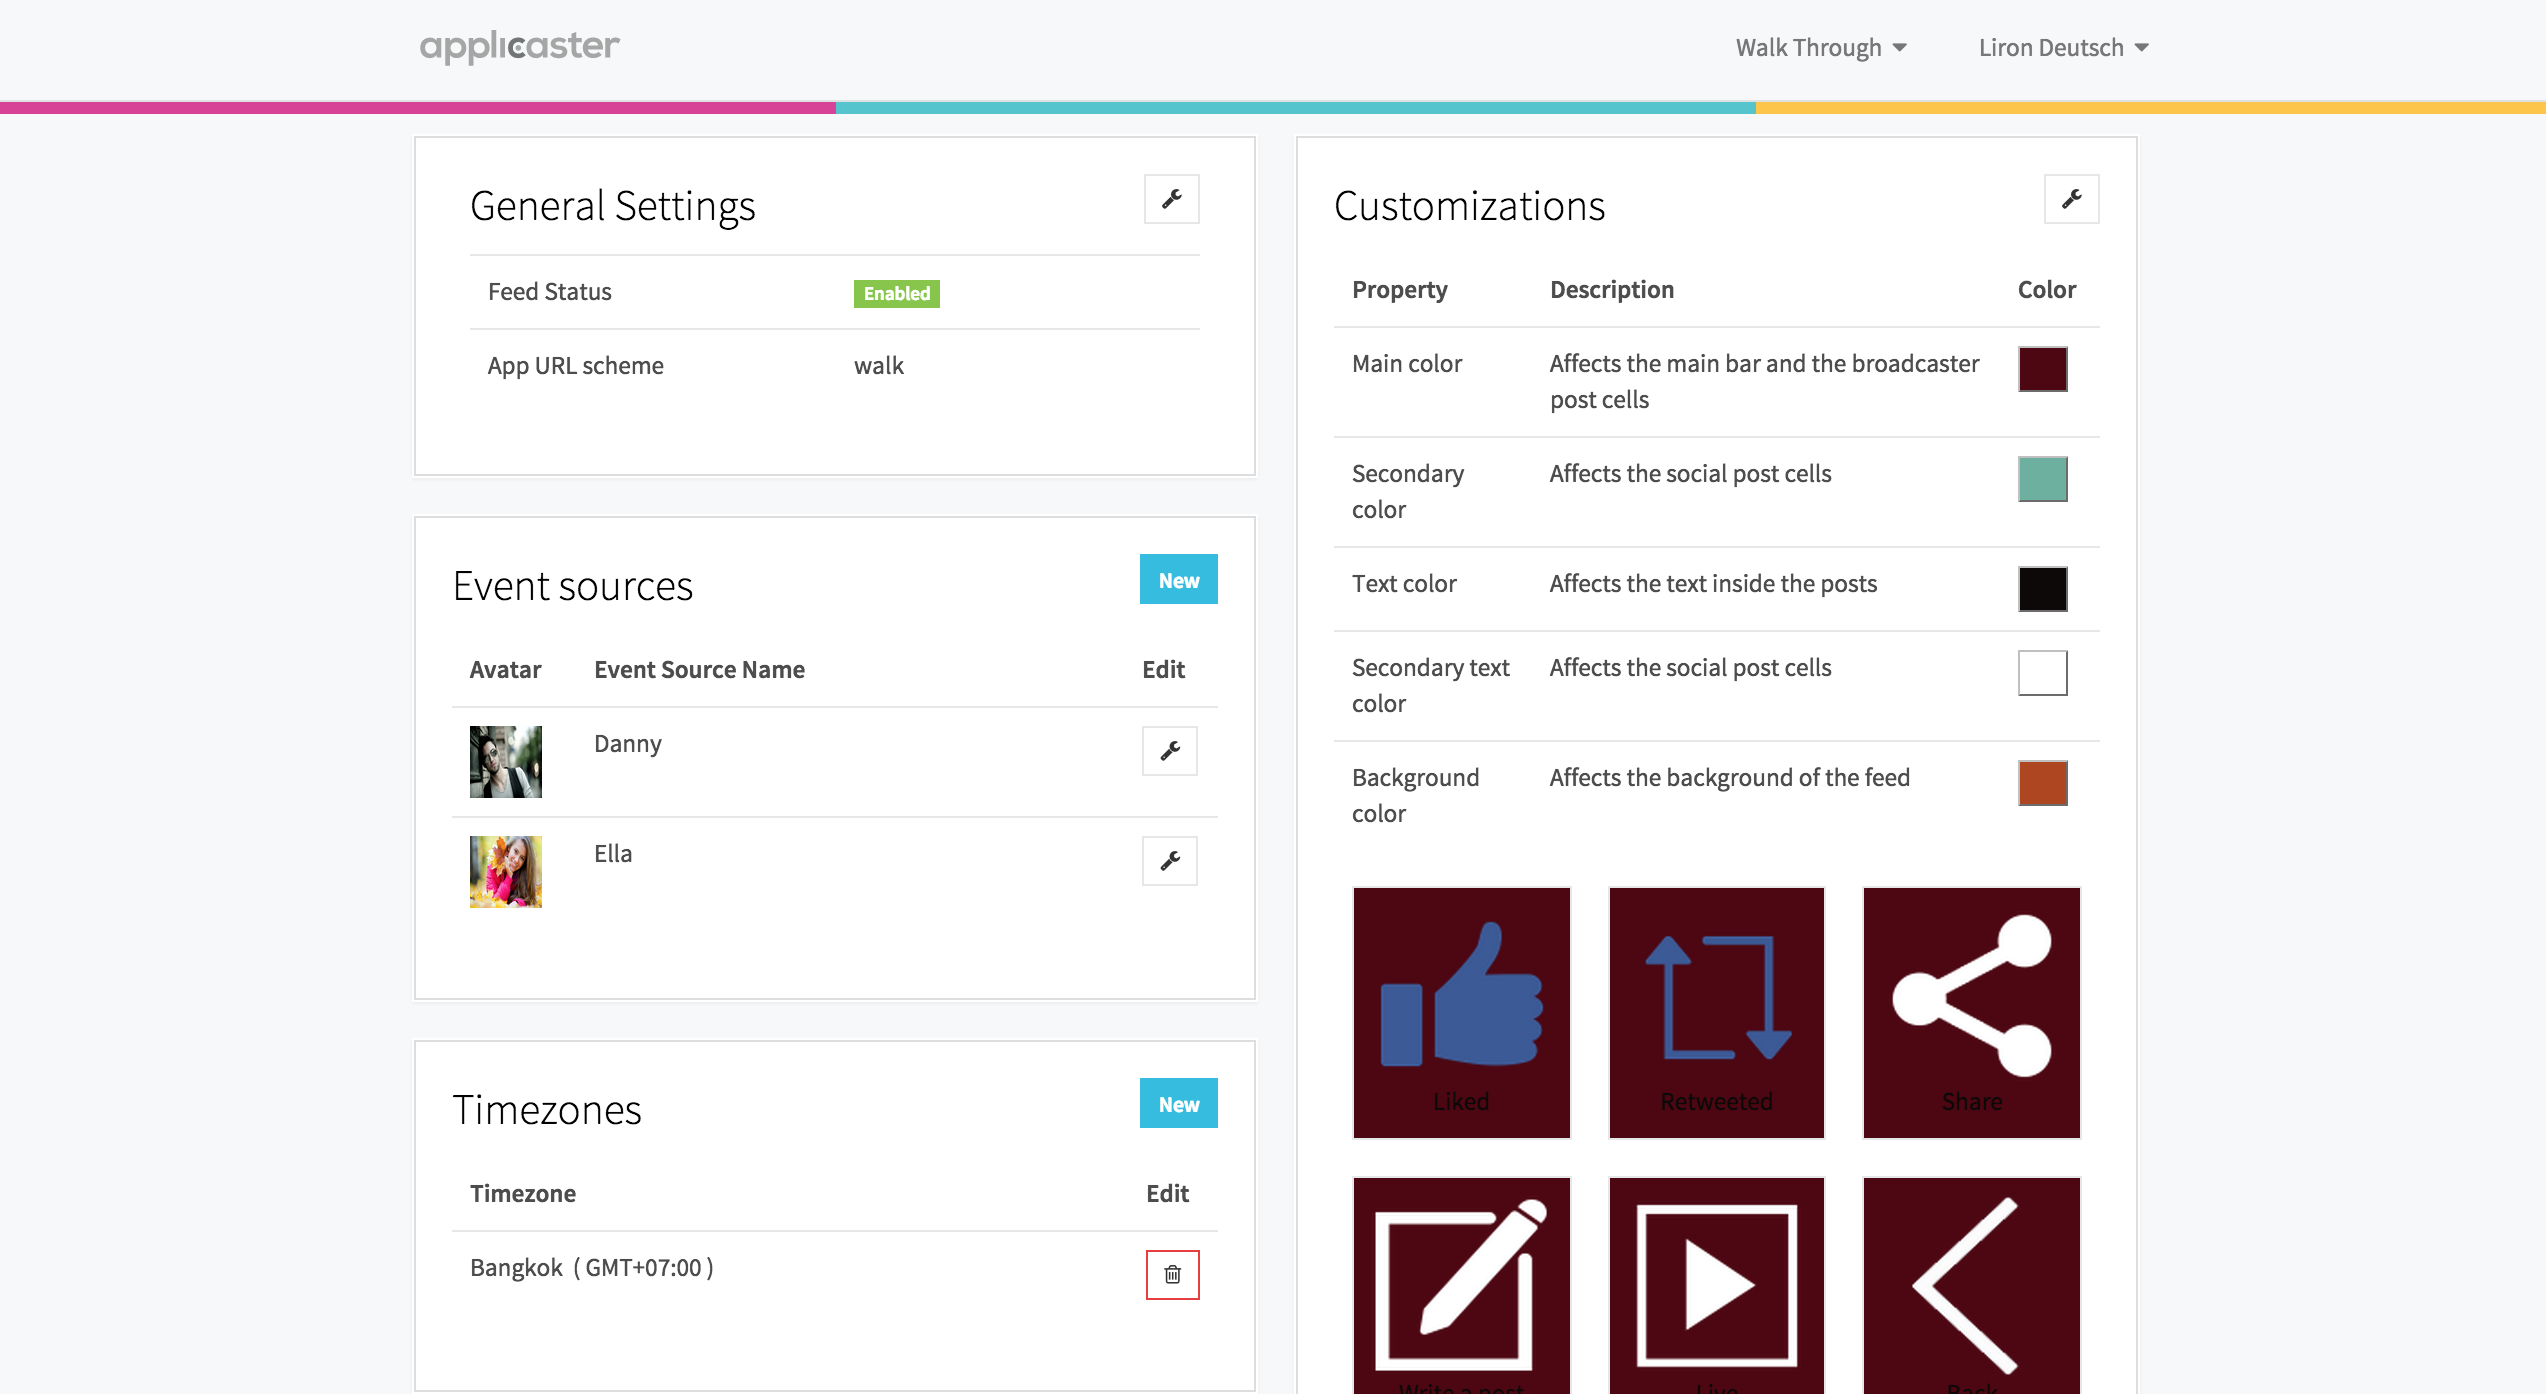 applicaster
Walk Through
Liron Deutsch
General Settings
Feed Status Enabled
App URL scheme walk
Event sources
New
Avatar Event Source Name Edit
Danny
Ella
Timezones
New
Timezone Edit
Bangkok ( GMT+07:00 )
Customizations
Property Description Color
Main color Affects the main bar and the broadcaster
post cells
Secondary Affects the social post cells
color
Text color Affects the text inside the posts
Secondary text Affects the social post cells
color
Background Affects the background of the feed
color
Liked Retweeted Share
Write a post Live Back